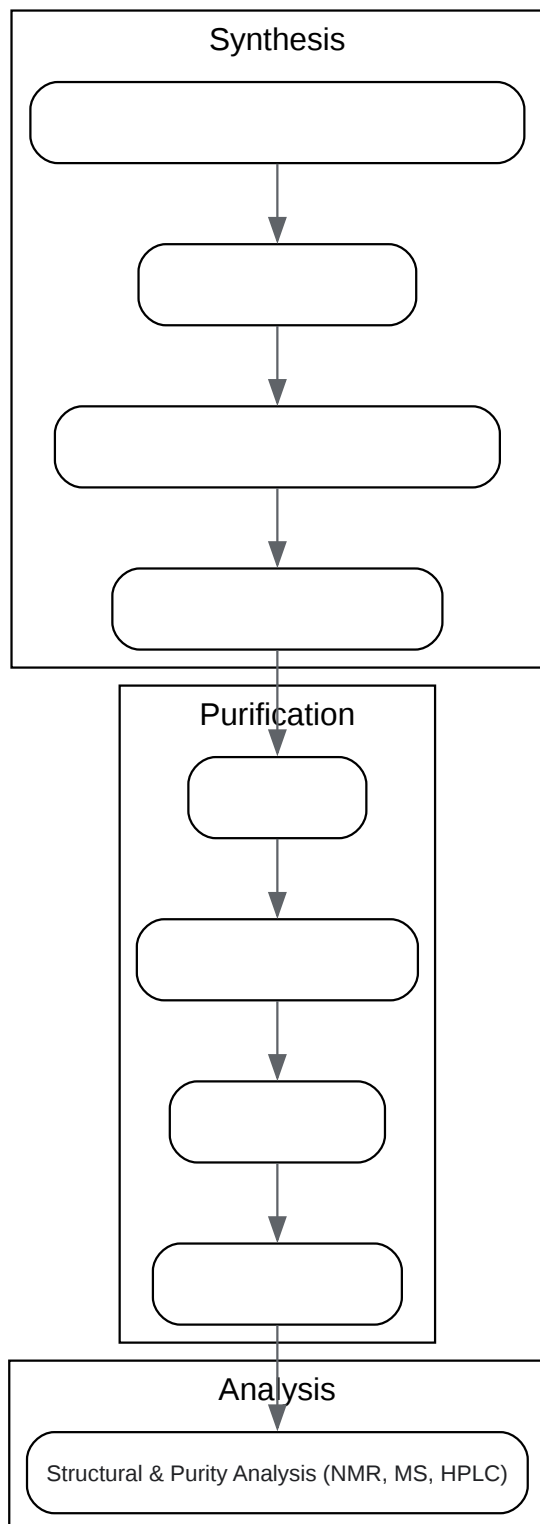 Synthesis
Purification
Analysis
Structural & Purity Analysis (NMR, MS, HPLC)